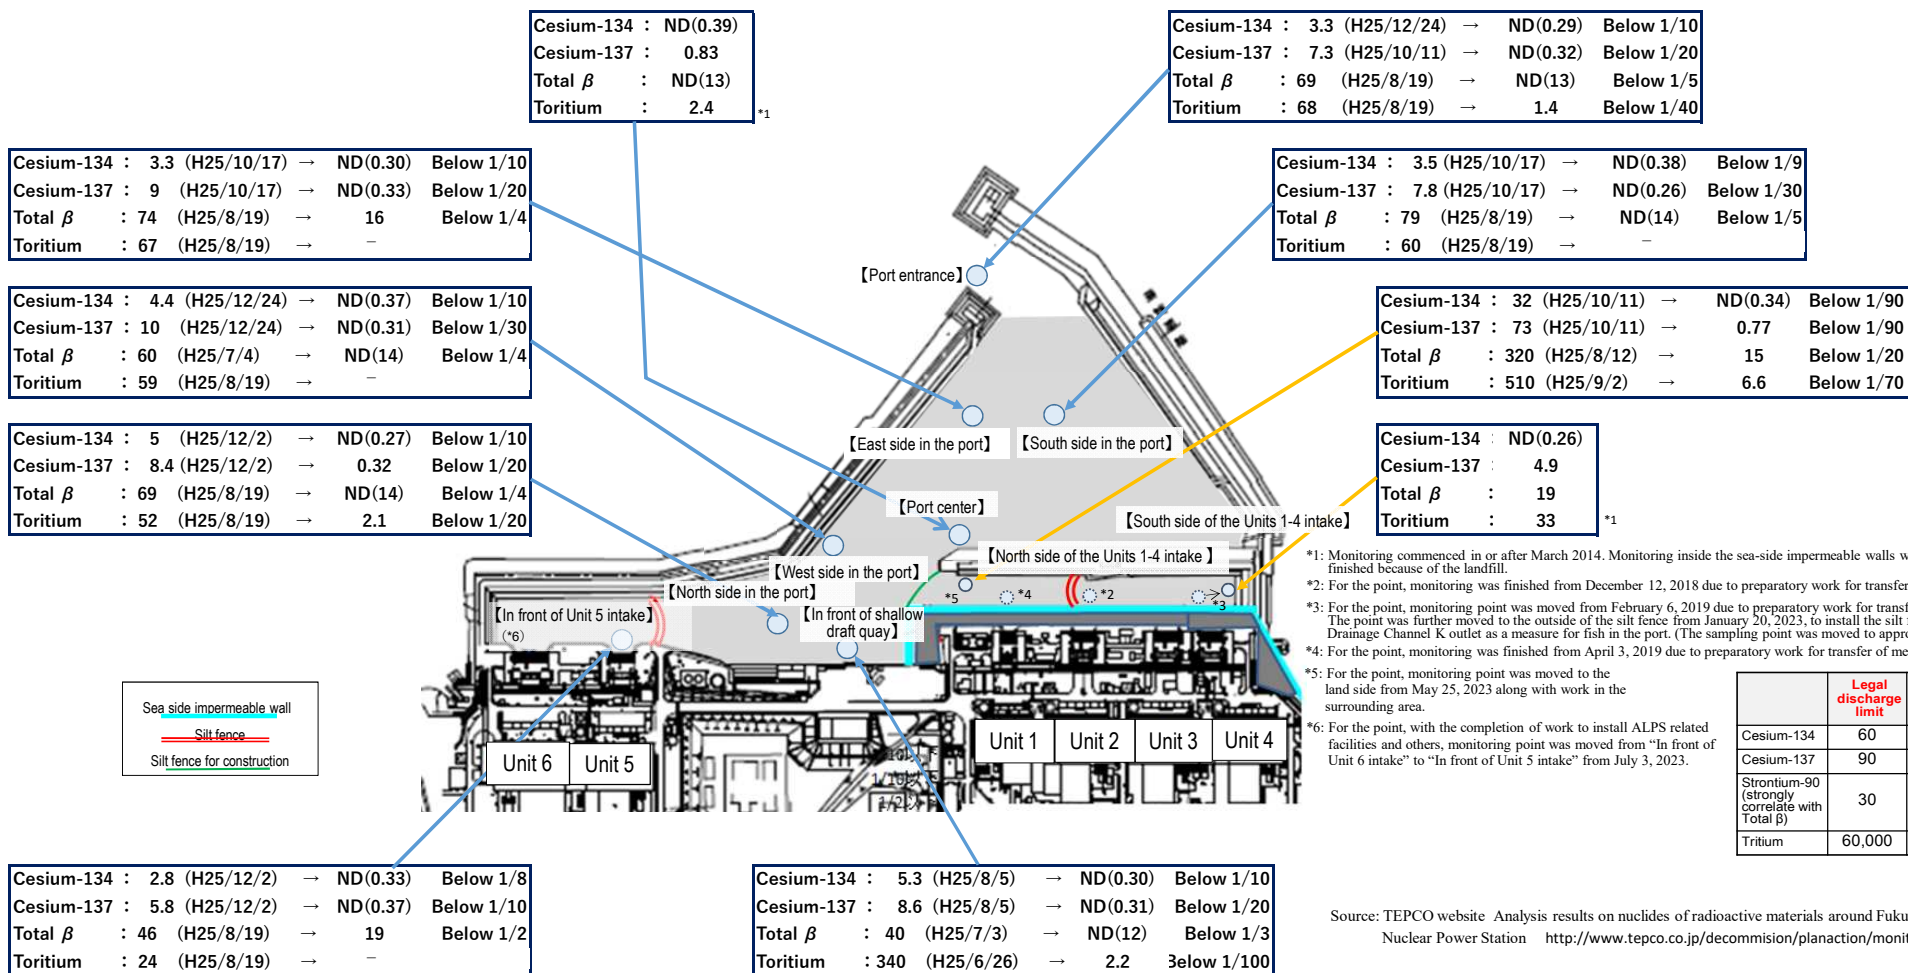 Cesium-134 : ND(0.39)
Cesium-137 : 0.83
Total β : ND(13)
Toritium : 2.4
*1
Cesium-134 : 3.3 (H25/12/24) → ND(0.29) Below 1/10
Cesium-137 : 7.3 (H25/10/11) → ND(0.32) Below 1/20
Total β : 69 (H25/8/19) → ND(13) Below 1/5
Toritium : 68 (H25/8/19) → 1.4 Below 1/40
Cesium-134 : 3.3 (H25/10/17) → ND(0.30) Below 1/10
Cesium-137 : 9 (H25/10/17) → ND(0.33) Below 1/20
Total β : 74 (H25/8/19) → 16 Below 1/4
Toritium : 67 (H25/8/19) → −
Cesium-134 : 3.5 (H25/10/17) → ND(0.38) Below 1/9
Cesium-137 : 7.8 (H25/10/17) → ND(0.26) Below 1/30
Total β : 79 (H25/8/19) → ND(14) Below 1/5
Toritium : 60 (H25/8/19) → −
Cesium-134 : 4.4 (H25/12/24) → ND(0.37) Below 1/10
Cesium-137 : 10 (H25/12/24) → ND(0.31) Below 1/30
Total β : 60 (H25/7/4) → ND(14) Below 1/4
Toritium : 59 (H25/8/19) → −
Cesium-134 : 32 (H25/10/11) → ND(0.34) Below 1/90
Cesium-137 : 73 (H25/10/11) → 0.77 Below 1/90
Total β : 320 (H25/8/12) → 15 Below 1/20
Toritium : 510 (H25/9/2) → 6.6 Below 1/70
Cesium-134 : 5 (H25/12/2) → ND(0.27) Below 1/10
Cesium-137 : 8.4 (H25/12/2) → 0.32 Below 1/20
Total β : 69 (H25/8/19) → ND(14) Below 1/4
Toritium : 52 (H25/8/19) → 2.1 Below 1/20
Cesium-134 : ND(0.26)
Cesium-137 : 4.9
Total β : 19
Toritium : 33
*1
【Port entrance】
【East side in the port】
【South side in the port】
【Port center】
【South side of the Units 1-4 intake】
【North side of the Units 1-4 intake 】
【West side in the port】
【North side in the port】
【In front of Unit 5 intake】
(*6)
【In front of shallow
draft quay】
*5
*4
*2
*3
Unit 6
Unit 5
Unit 1
Unit 2
Unit 3
Unit 4
Sea side impermeable wall
Silt fence
Silt fence for construction
*1: Monitoring commenced in or after March 2014. Monitoring inside the sea-side impermeable walls w
finished because of the landfill.
*2: For the point, monitoring was finished from December 12, 2018 due to preparatory work for transfer
*3: For the point, monitoring point was moved from February 6, 2019 due to preparatory work for transf
The point was further moved to the outside of the silt fence from January 20, 2023, to install the silt f
Drainage Channel K outlet as a measure for fish in the port. (The sampling point was moved to appro
*4: For the point, monitoring was finished from April 3, 2019 due to preparatory work for transfer of me
*5: For the point, monitoring point was moved to the
land side from May 25, 2023 along with work in the
surrounding area.
*6: For the point, with the completion of work to install ALPS related
facilities and others, monitoring point was moved from “In front of
Unit 6 intake” to “In front of Unit 5 intake” from July 3, 2023.
Legal
discharge
limit
Cesium-134 60
Cesium-137 90
Strontium-90
(strongly
correlate with
Total β)
30
Tritium 60,000
Cesium-134 : 2.8 (H25/12/2) → ND(0.33) Below 1/8
Cesium-137 : 5.8 (H25/12/2) → ND(0.37) Below 1/10
Total β : 46 (H25/8/19) → 19 Below 1/2
Toritium : 24 (H25/8/19) → −
Cesium-134 : 5.3 (H25/8/5) → ND(0.30) Below 1/10
Cesium-137 : 8.6 (H25/8/5) → ND(0.31) Below 1/20
Total β : 40 (H25/7/3) → ND(12) Below 1/3
Toritium : 340 (H25/6/26) → 2.2 Below 1/100
Source: TEPCO website Analysis results on nuclides of radioactive materials around Fuku
Nuclear Power Station http://www.tepco.co.jp/decommision/planaction/monit